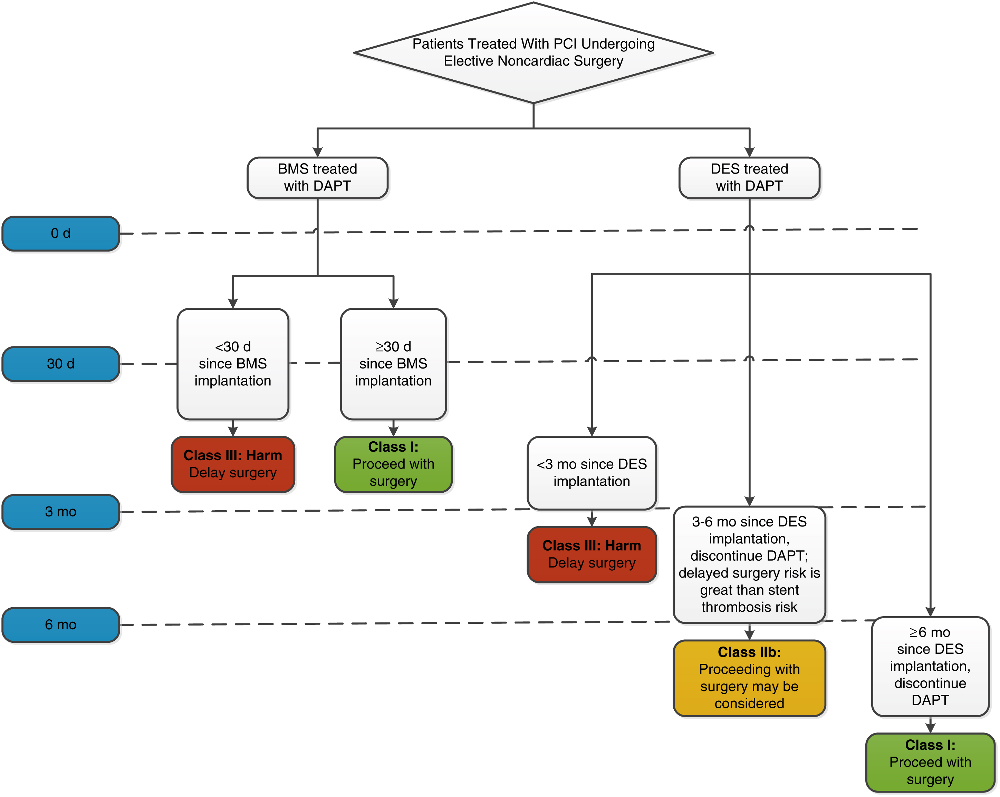 Patients Treated With PCI Undergoing
Elective Noncardiac Surgery
BMS treated
with DAPT
DES treated
with DAPT
0 d
30 d
<30 d
since BMS
implantation
≥30 d
since BMS
implantation
Class III: Harm
Delay surgery
Class I:
Proceed with
surgery
<3 mo since DES
implantation
3 mo
Class III: Harm
Delay surgery
3-6 mo since DES
implantation,
discontinue DAPT;
delayed surgery risk is
great than stent
thrombosis risk
6 mo
≥6 mo
since DES
implantation,
discontinue
DAPT
Class IIb:
Proceeding with
surgery may be
considered
Class I:
Proceed with
surgery